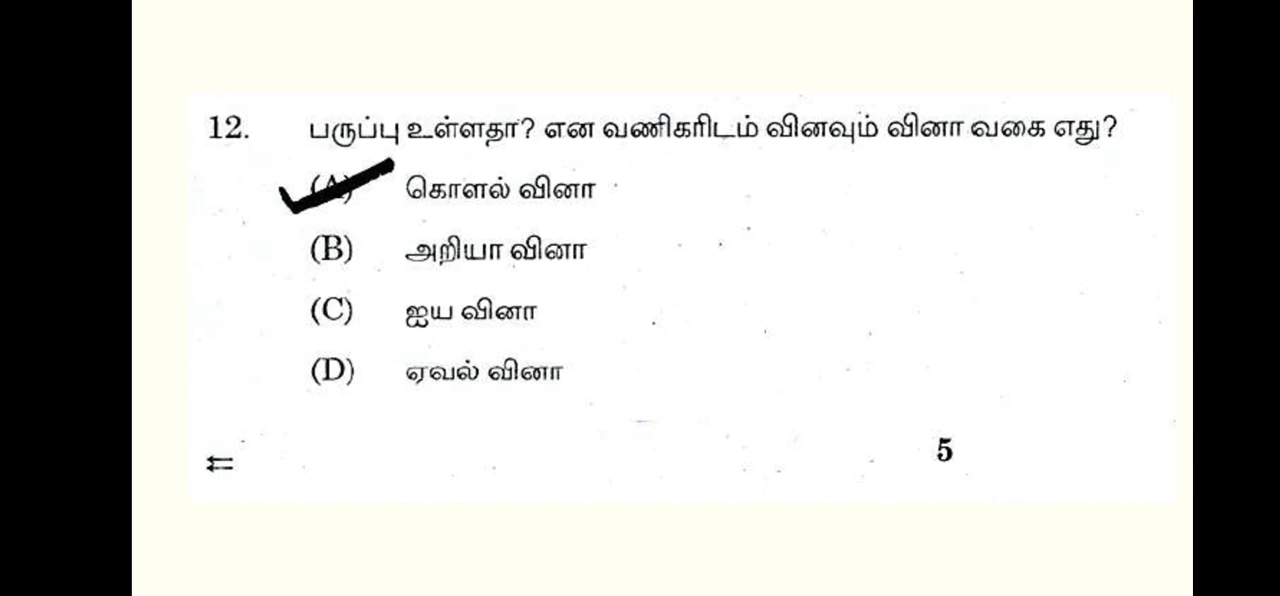 12. பருப்பு உள்ளதா? என வணிகரிடம் வினவும் வினா வகை எது?
(A) கொளல் வினா
(B) அறியா வினா
(C) ஐய வினா
(D) ஏவல் வினா
5